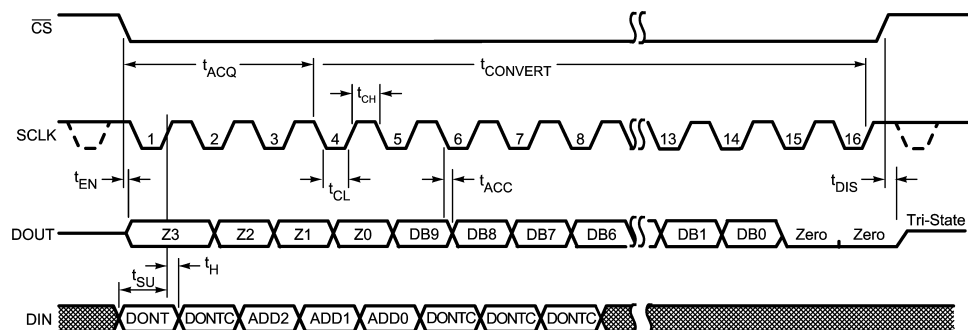 CS
tACQ
tCONVERT
tCH
SCLK 1 2 3 4 5 6 7 8 13 14 15 16
tEN
tCL
tACC
tDIS
DOUT Z3 Z2 Z1 Z0 DB9 DB8 DB7 DB6 DB1 DB0 Zero Zero Tri-State
tSU
tH
DIN DONT DONTC ADD2 ADD1 ADD0 DONTC DONTC DONTC